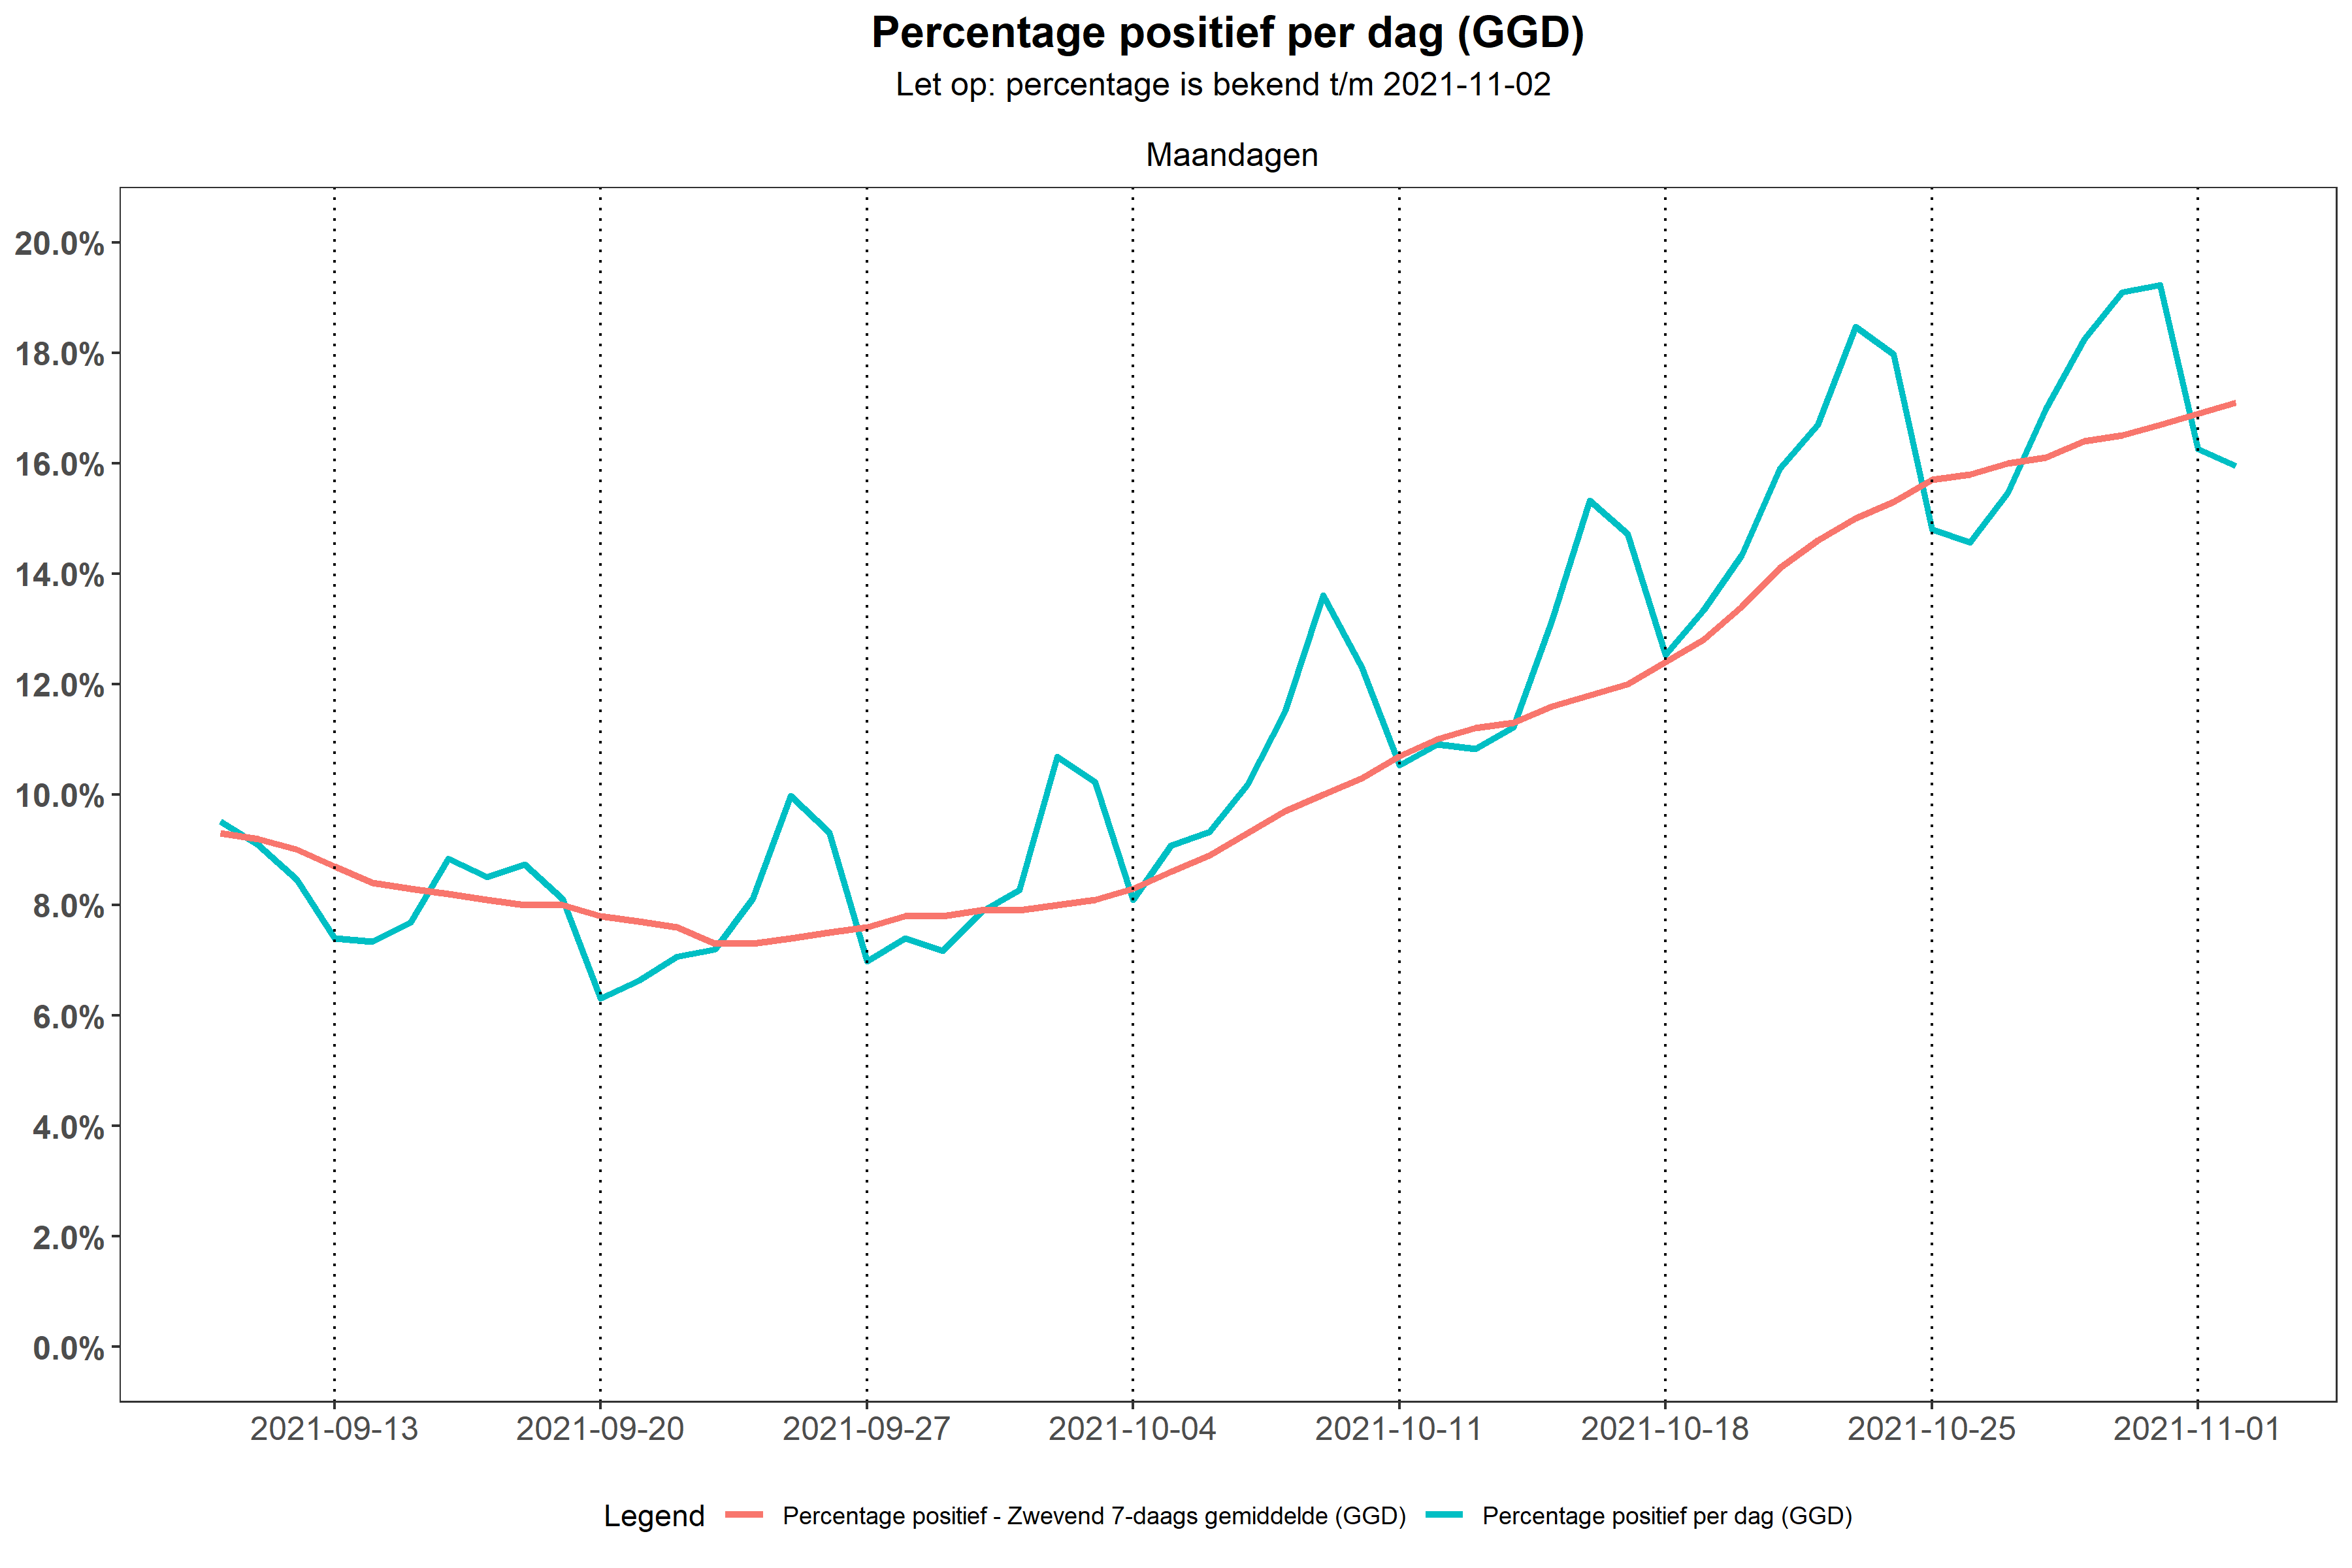 Percentage positief per dag (GGD)
Let op: percentage is bekend t/m 2021-11-02
Maandagen
20.0%
18.0%
16.0%
14.0%
12.0%
10.0%
8.0%
6.0%
4.0%
2.0%
0.0%
2021-09-13 2021-09-20 2021-09-27 2021-10-04 2021-10-11 2021-10-18 2021-10-25 2021-11-01
Legend Percentage positief - Zwevend 7-daags gemiddelde (GGD) Percentage positief per dag (GGD)